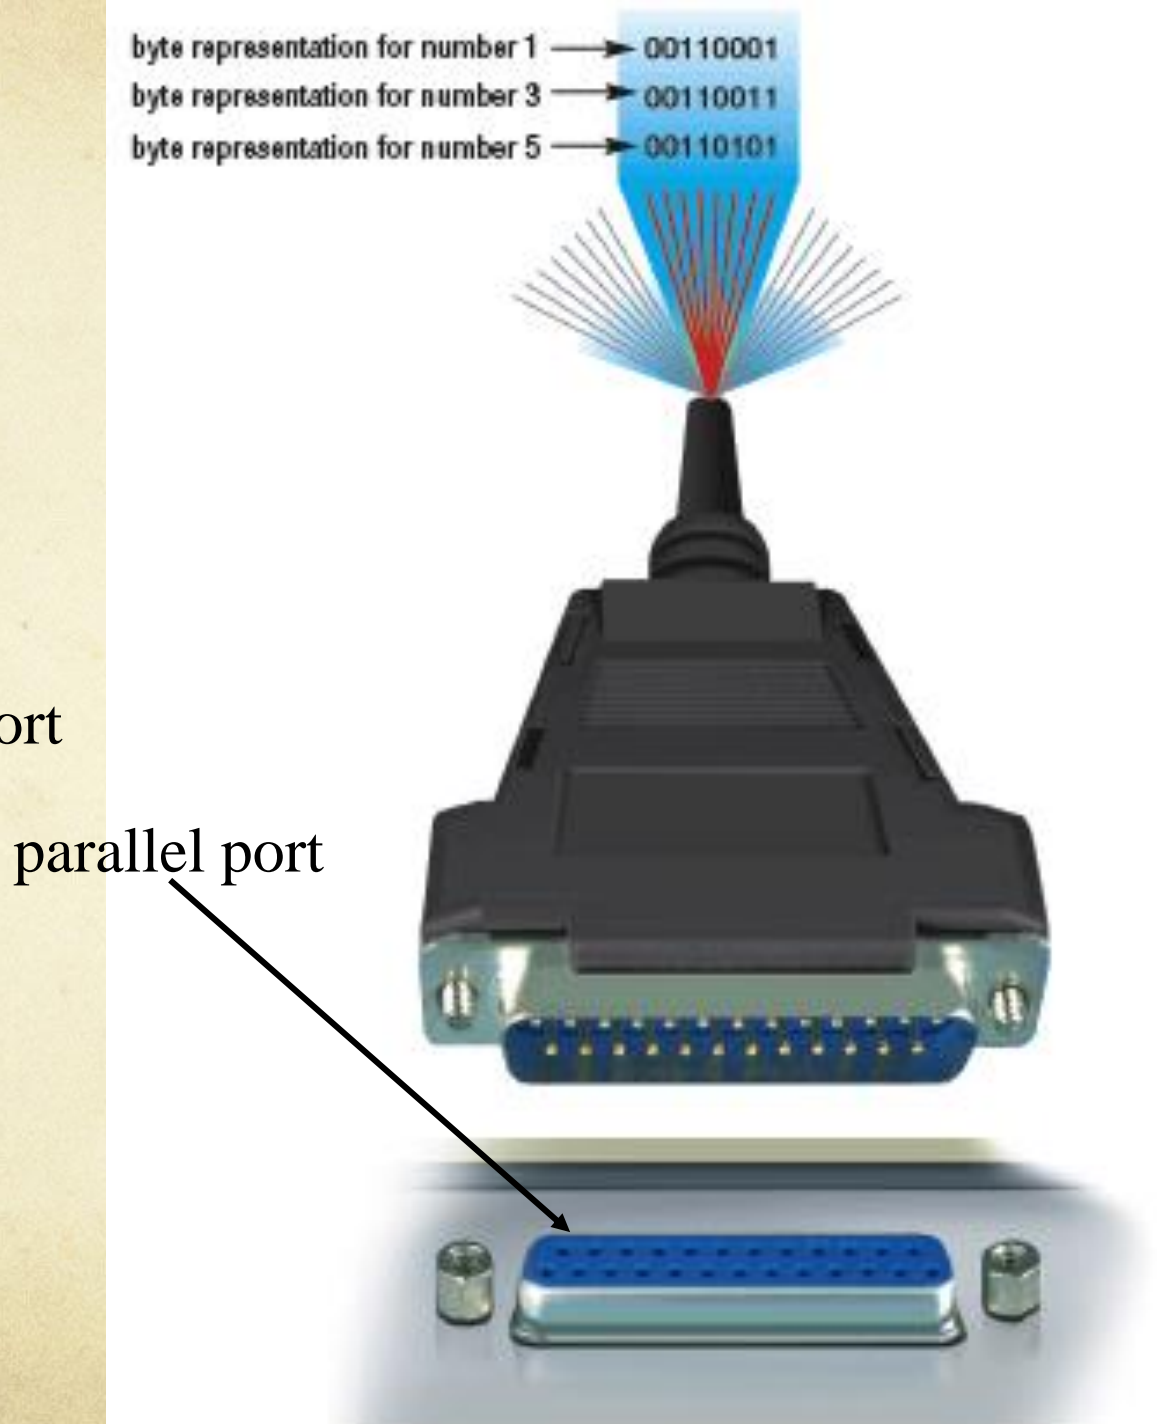 byte representation for number 1 00110001
byte representation for number 3 00110011
byte representation for number 5 00110101
ort
parallel port